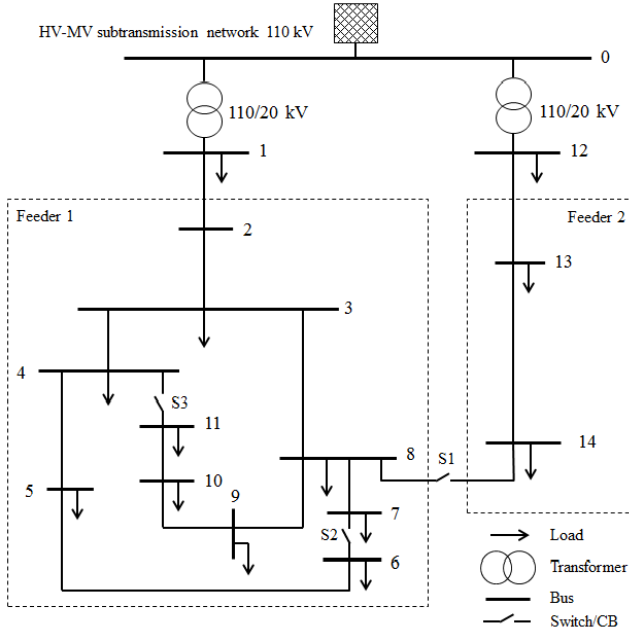 HV-MV subtransmission network 110 kV
0
110/20 kV
110/20 kV
1
12
Feeder 1
Feeder 2
2
13
3
4
S3
11
8
S1
14
5
10
9
7
S2
6
Load
Transformer
Bus
Switch/CB